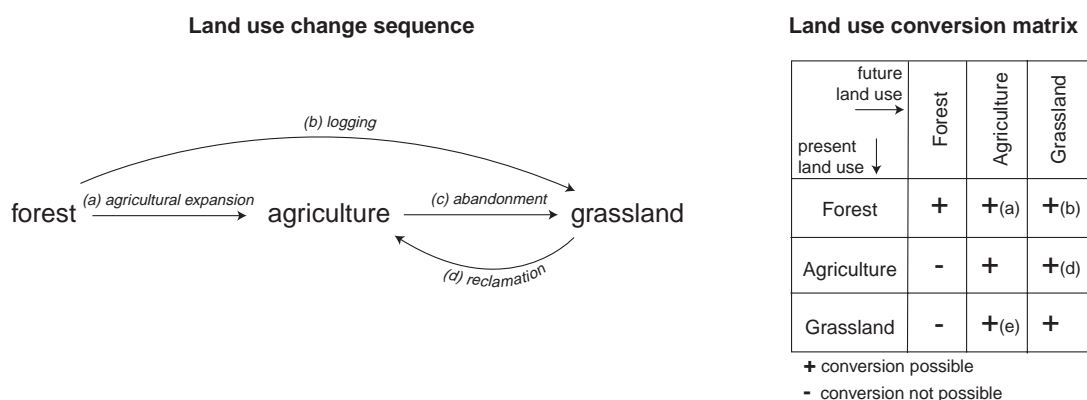 Land use change sequence
(b) logging
forest
(a) agricultural expansion
agriculture
(c) abandonment
grassland
(d) reclamation
Land use conversion matrix
future
land use
present
land use
Forest
Agriculture
Grassland
Forest + +(a) +(b)
Agriculture - + +(d)
Grassland - +(e) +
+ conversion possible
- conversion not possible